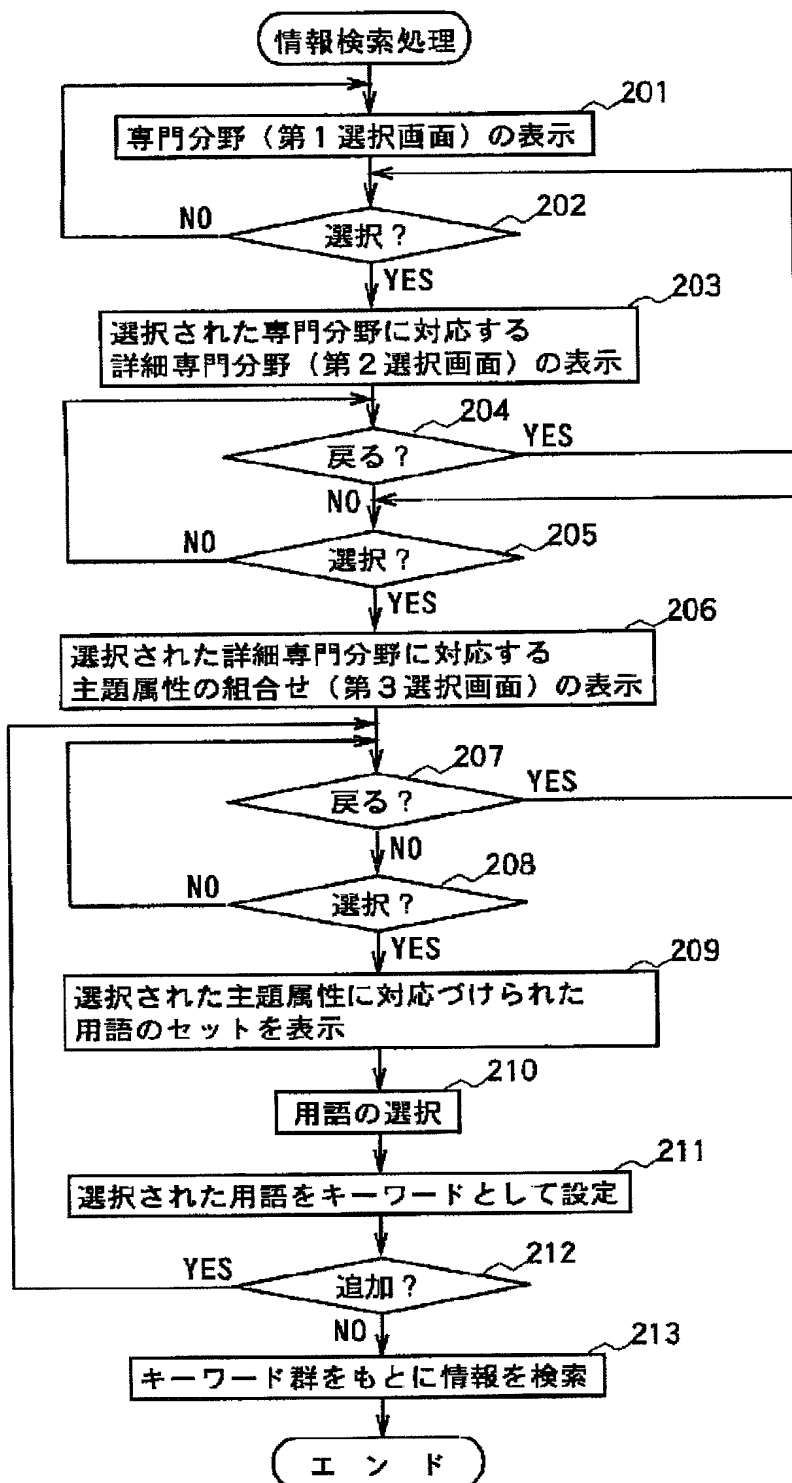 情報検索処理
201
専門分野（第１選択画面）の表示
202
NO
選択？
YES
203
選択された専門分野に対応する
詳細専門分野（第２選択画面）の表示
204
YES
戻る？
NO
205
NO
選択？
YES
206
選択された詳細専門分野に対応する
主題属性の組合せ（第３選択画面）の表示
207
YES
戻る？
NO
208
NO
選択？
YES
209
選択された主題属性に対応づけられた
用語のセットを表示
210
用語の選択
211
選択された用語をキーワードとして設定
212
YES
追加？
NO
213
キーワード群をもとに情報を検索
エンド